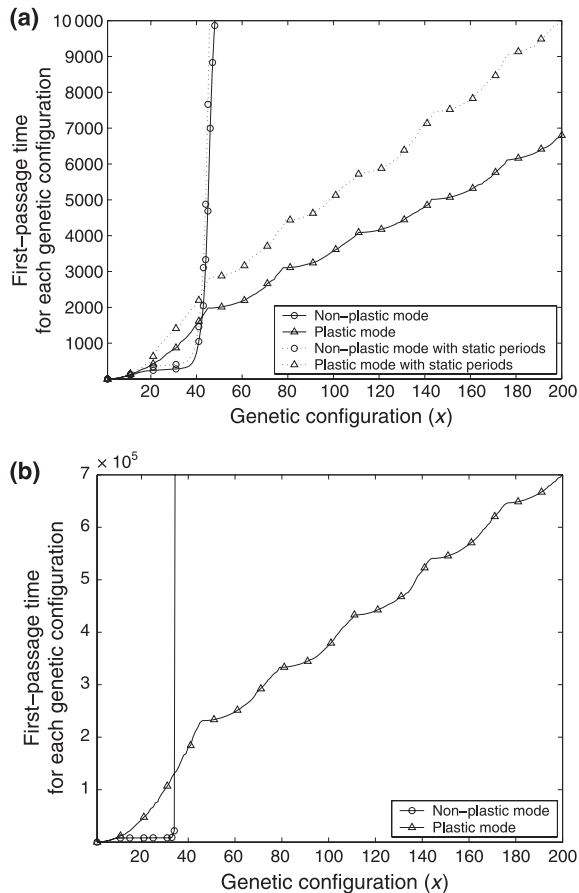 (a)
10 000
9000
8000
7000
6000
5000
4000
3000
2000
1000
First–passage time
for each genetic configuration
Non–plastic mode
Plastic mode
Non–plastic mode with static periods
Plastic mode with static periods
0 20 40 60 80 100 120 140 160 180 200
Genetic configuration (x)
(b)
× 10⁵
7
6
5
4
3
2
1
First–passage time
for each genetic configuration
Non–plastic mode
Plastic mode
0 20 40 60 80 100 120 140 160 180 200
Genetic configuration (x)